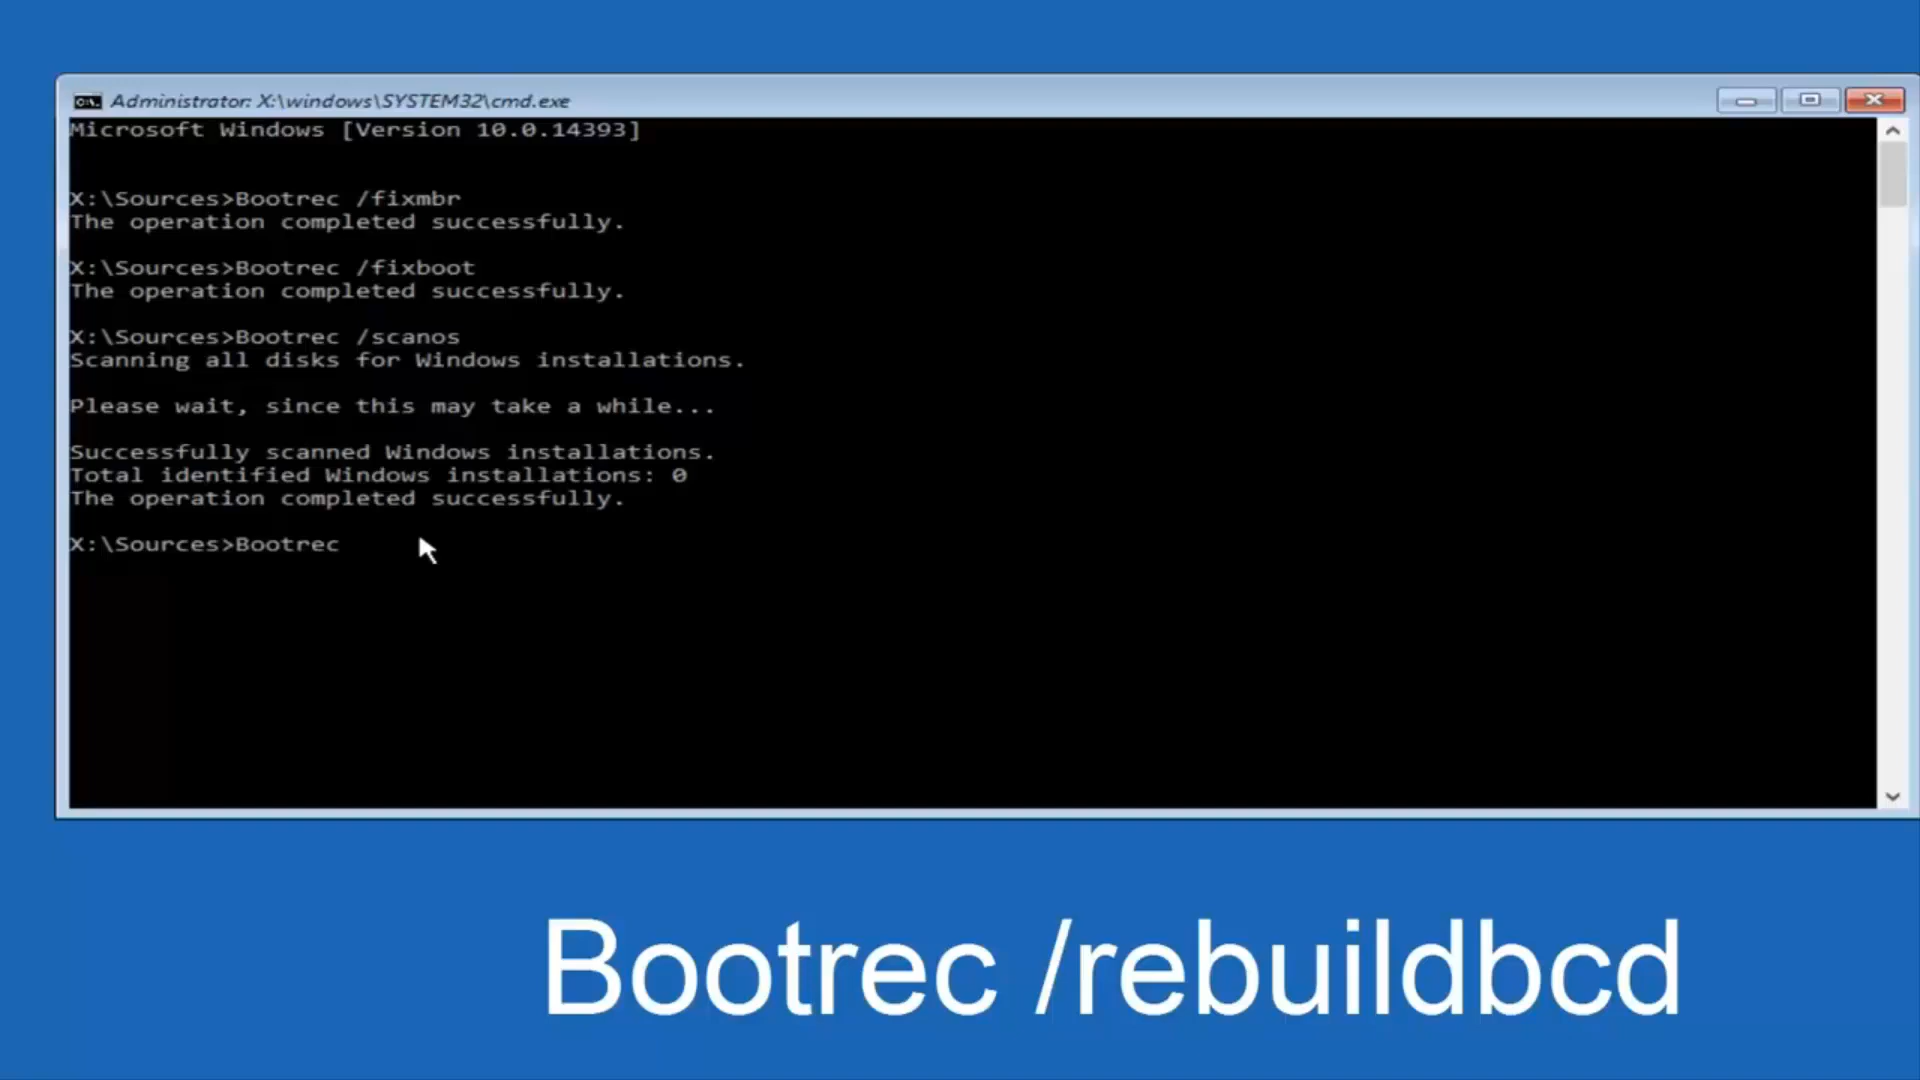 Administrator: X:\windows\SYSTEM32\cmd.exe
Microsoft Windows [Version 10.0.14393]
X:\Sources>Bootrec /fixmbr
The operation completed successfully.
X:\Sources>Bootrec /fixboot
The operation completed successfully.
X:\Sources>Bootrec /scanos
Scanning all disks for Windows installations.
Please wait, since this may take a while...
Successfully scanned Windows installations.
Total identified Windows installations: 0
The operation completed successfully.
X:\Sources>Bootrec
Bootrec /rebuildbcd